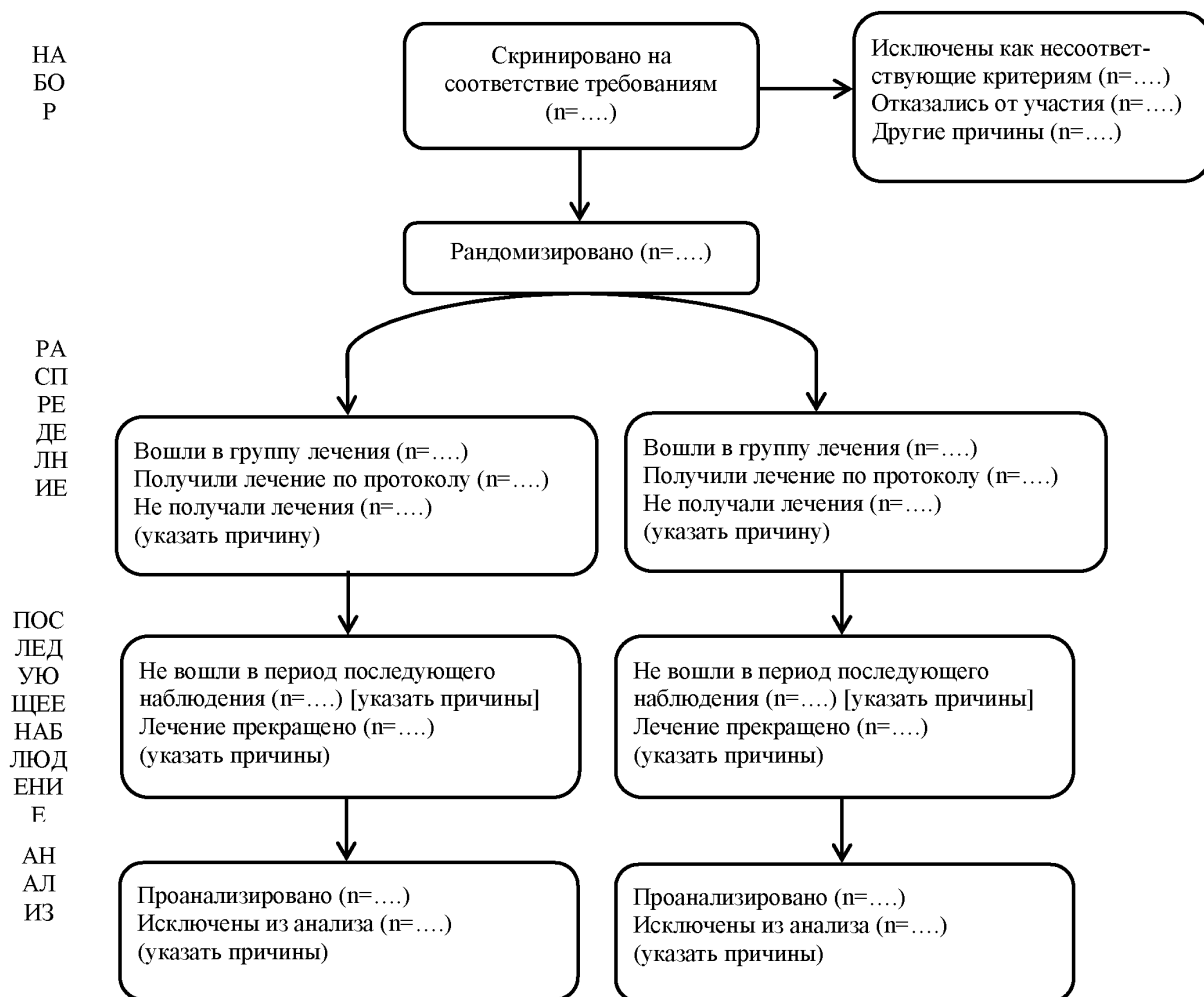 НА
БО
Р
Скринировано на
соответствие требованиям
(n=….)
Исключены как несоответ-
ствующие критериям (n=….)
Отказались от участия (n=….)
Другие причины (n=….)
Рандомизировано (n=….)
РА
СП
РЕ
ДЕ
ЛН
ИЕ
Вошли в группу лечения (n=….)
Получили лечение по протоколу (n=….)
Не получали лечения (n=….)
(указать причину)
Вошли в группу лечения (n=….)
Получили лечение по протоколу (n=….)
Не получали лечения (n=….)
(указать причину)
ПОС
ЛЕД
УЮ
ЩЕЕ
НАБ
ЛЮД
ЕНИ
Е
Не вошли в период последующего
наблюдения (n=….) [указать причины]
Лечение прекращено (n=….)
(указать причины)
Не вошли в период последующего
наблюдения (n=….) [указать причины]
Лечение прекращено (n=….)
(указать причины)
АН
АЛ
ИЗ
Проанализировано (n=….)
Исключены из анализа (n=….)
(указать причины)
Проанализировано (n=….)
Исключены из анализа (n=….)
(указать причины)